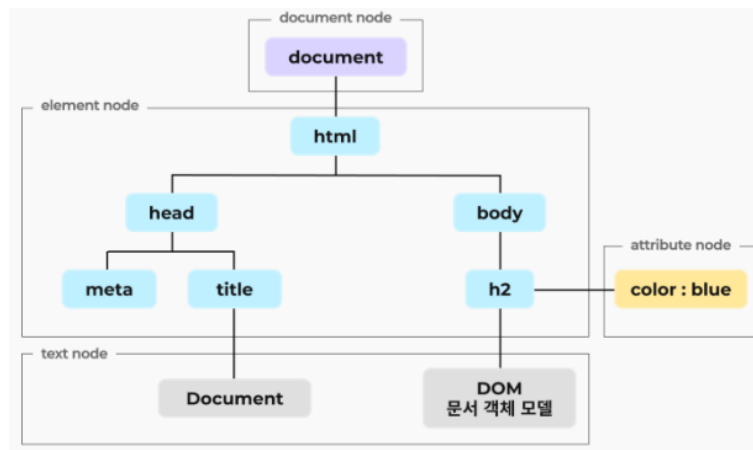 document node
document
element node
html
head
body
attribute node
meta
title
h2
color : blue
text node
Document
DOM
문서 객체 모델